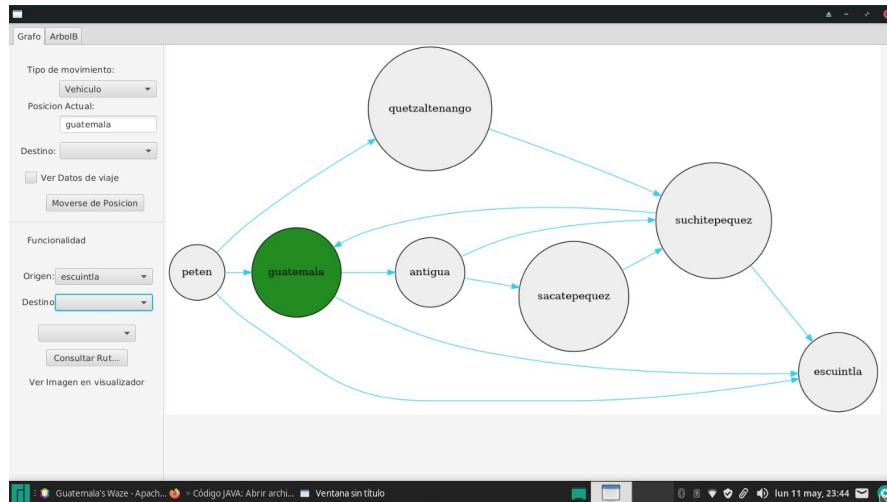 Grafo
ArbolB
Tipo de movimiento:
Vehiculo
Posicion Actual:
guatemala
Destino:
Ver Datos de viaje
Moverse de Posicion
Funcionalidad
Origen: escuintla
Destino
Consultar Rut...
Ver Imagen en visualizador
quetzaltenango
suchitepequez
peten
guatemala
antigua
sacatepequez
escuintla
Guatemala's Waze - Apach...
Código JAVA: Abrir archi...
Ventana sin título
lun 11 may, 23:44